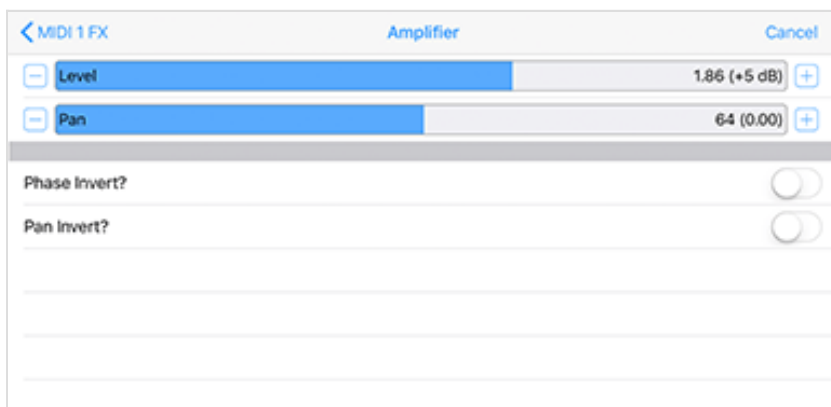 MIDI 1 FX Amplifier Cancel
Level 1.86 (+5 dB)
Pan 64 (0.00)
Phase Invert?
Pan Invert?